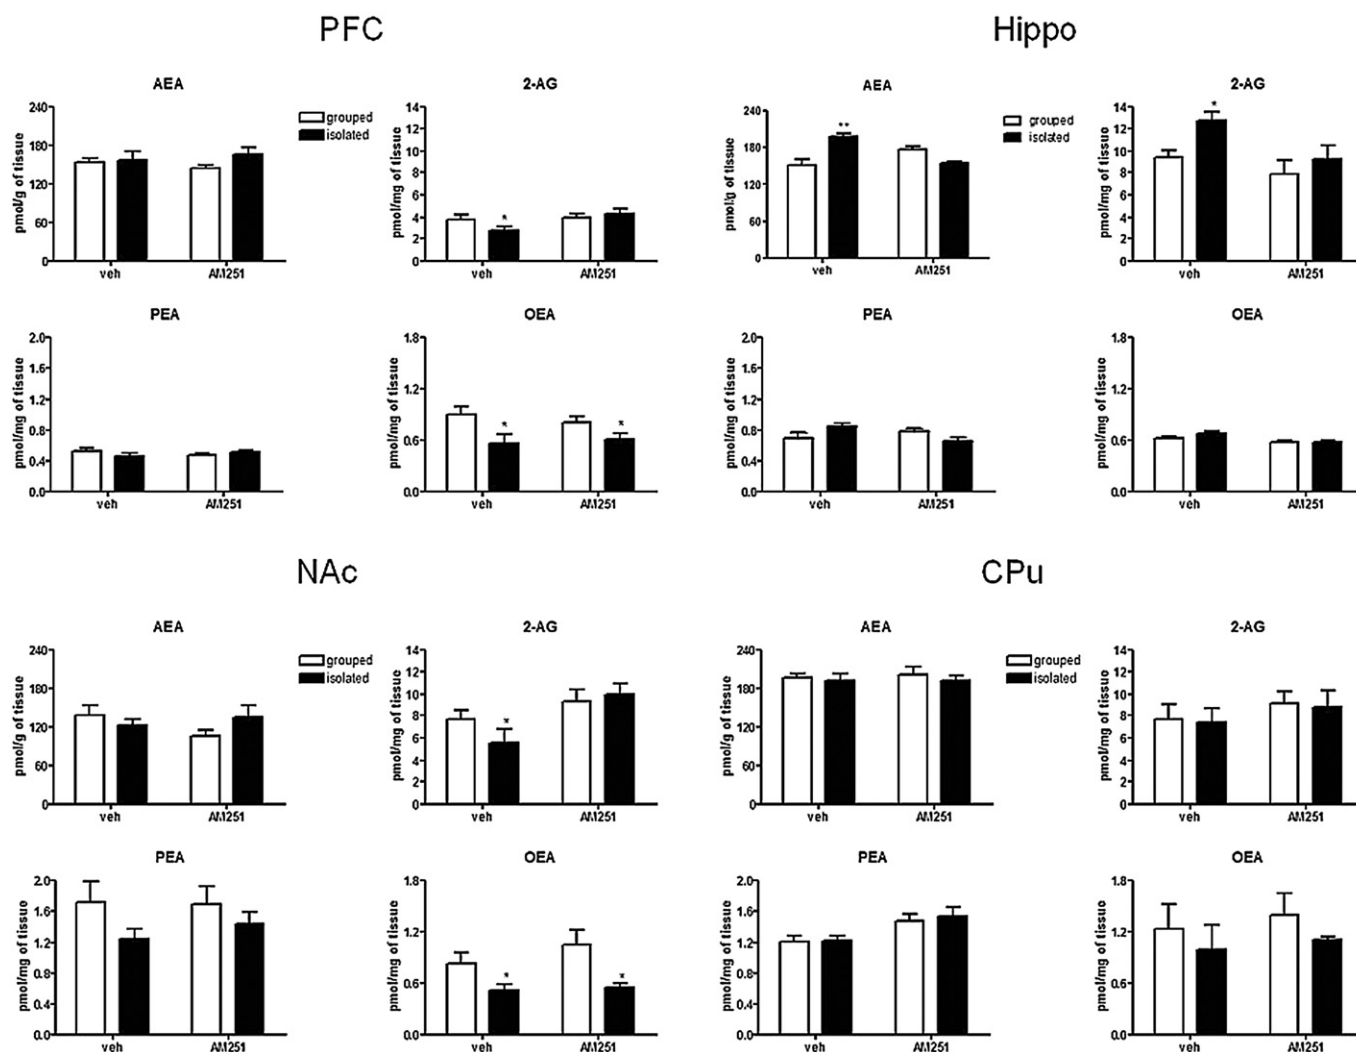 PFC
AEA
240
180
120
60
0
pmol/g of tissue
veh
AM251
grouped
isolated
2-AG
14
12
10
8
6
4
2
0
pmol/mg of tissue
*
veh
AM251
PEA
2.0
1.6
1.2
0.8
0.4
0.0
pmol/mg of tissue
veh
AM251
OEA
1.8
1.2
0.6
0.0
pmol/mg of tissue
*
*
veh
AM251
Hippo
AEA
240
180
120
60
0
pmol/g of tissue
**
veh
AM251
grouped
isolated
2-AG
14
12
10
8
6
4
2
0
pmol/mg of tissue
*
veh
AM251
PEA
2.0
1.6
1.2
0.8
0.4
0.0
pmol/mg of tissue
veh
AM251
OEA
1.8
1.2
0.6
0.0
pmol/mg of tissue
veh
AM251
NAc
AEA
240
180
120
60
0
pmol/g of tissue
veh
AM251
grouped
isolated
2-AG
14
12
10
8
6
4
2
0
pmol/mg of tissue
*
veh
AM251
PEA
2.0
1.6
1.2
0.8
0.4
0.0
pmol/mg of tissue
veh
AM251
OEA
1.8
1.2
0.6
0.0
pmol/mg of tissue
*
*
veh
AM251
CPu
AEA
240
180
120
60
0
pmol/g of tissue
veh
AM251
grouped
isolated
2-AG
14
12
10
8
6
4
2
0
pmol/mg of tissue
veh
AM251
PEA
2.0
1.6
1.2
0.8
0.4
0.0
pmol/mg of tissue
veh
AM251
OEA
1.8
1.2
0.6
0.0
pmol/mg of tissue
veh
AM251